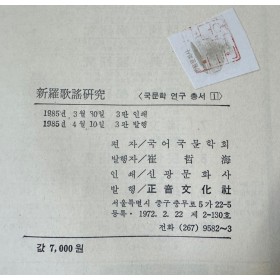 新羅歌謠硏究 〈국문학 연구 총서 1〉
1985년 3월 30일 3판 인쇄
1985년 4월 10일 3판 발행
편 자/국어국문학회
발행자/崔 哲 海
인 쇄/신광문화사
발 행/正音文化社
서울특별시 중구 충무로 5가 22-5
등록·1972. 2. 22 제 2-130호
전화 (267) 9582~3
값 7,000원